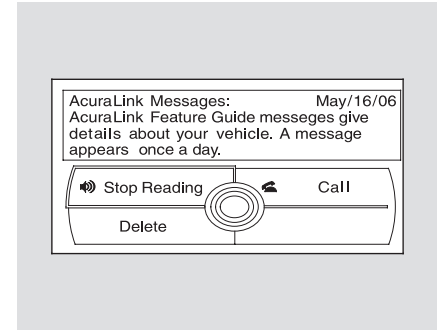 AcuraLink Messages: May/16/06
AcuraLink Feature Guide messeges give
details about your vehicle. A message
appears once a day.
Stop Reading Call
Delete